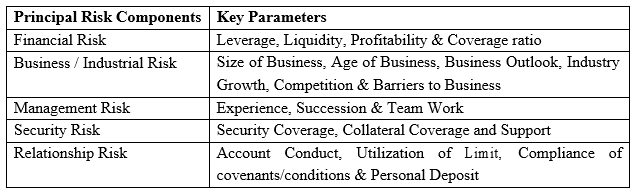 Principal Risk Components Key Parameters
Financial Risk Leverage, Liquidity, Profitability & Coverage ratio
Business / Industrial Risk Size of Business, Age of Business, Business Outlook, Industry
Growth, Competition & Barriers to Business
Management Risk Experience, Succession & Team Work
Security Risk Security Coverage, Collateral Coverage and Support
Relationship Risk Account Conduct, Utilization of Limit, Compliance of
covenants/conditions & Personal Deposit